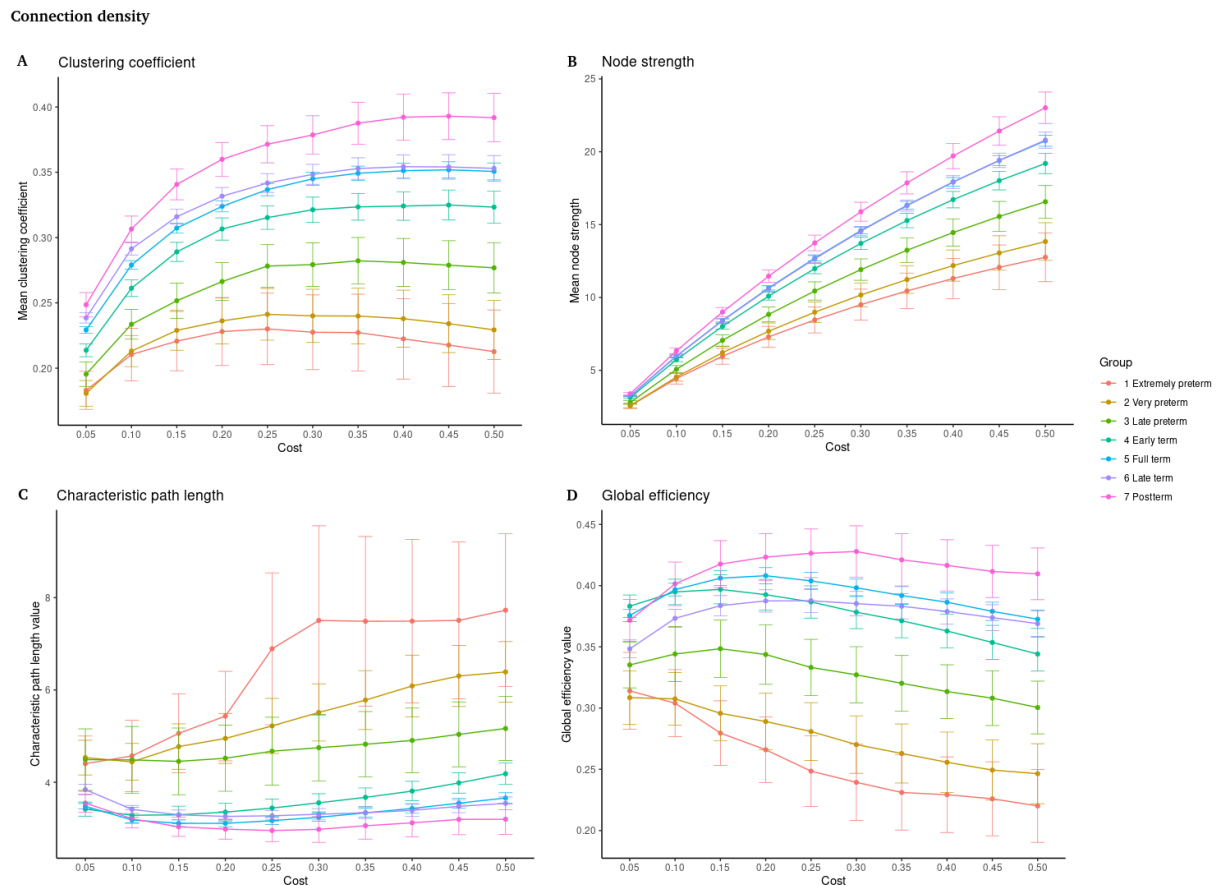 Connection density
A Clustering coefficient
Mean clustering coefficient
0.40
0.35
0.30
0.25
0.20
0.05 0.10 0.15 0.20 0.25 0.30 0.35 0.40 0.45 0.50
Cost
B Node strength
Mean node strength
25
20
15
10
5
0.05 0.10 0.15 0.20 0.25 0.30 0.35 0.40 0.45 0.50
Cost
Group
1 Extremely preterm
2 Very preterm
3 Late preterm
4 Early term
5 Full term
6 Late term
7 Postterm
C Characteristic path length
Characteristic path length value
8
6
4
0.05 0.10 0.15 0.20 0.25 0.30 0.35 0.40 0.45 0.50
Cost
D Global efficiency
Global efficiency value
0.45
0.40
0.35
0.30
0.25
0.20
0.05 0.10 0.15 0.20 0.25 0.30 0.35 0.40 0.45 0.50
Cost